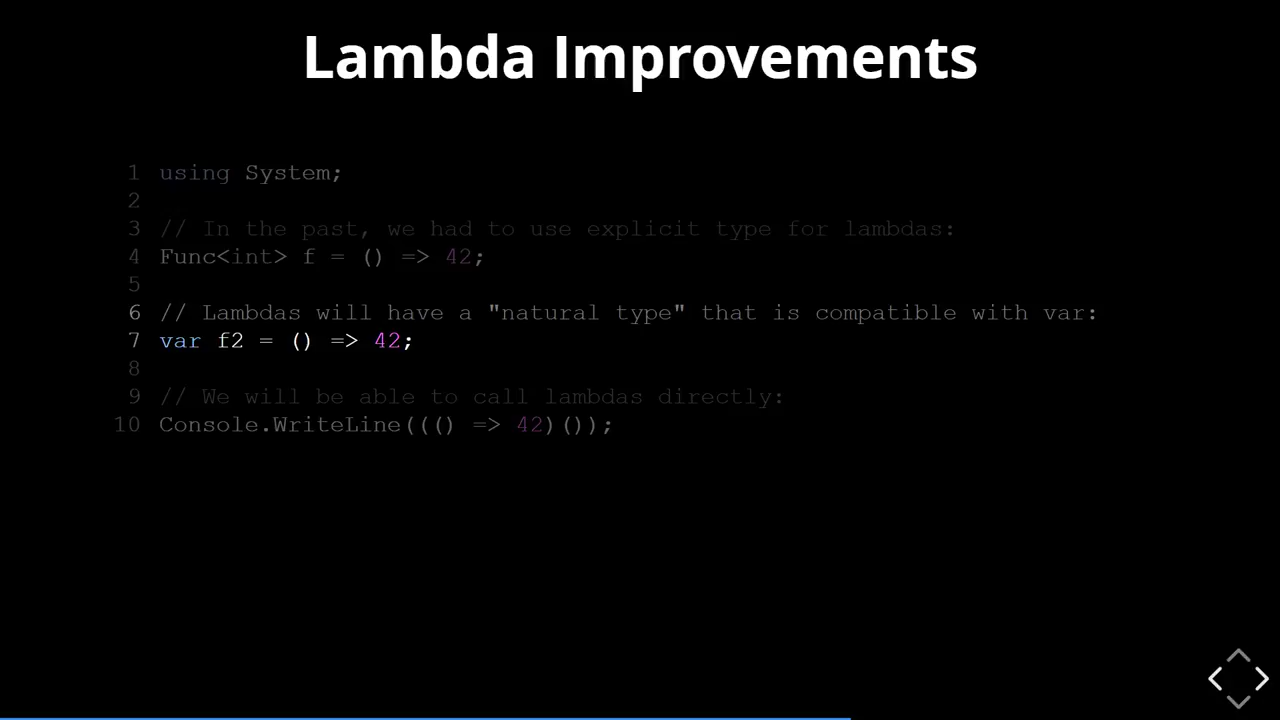 Lambda Improvements
1 using System;
2
3 // In the past, we had to use explicit type for lambdas:
4 Func<int> f = () => 42;
5
6 // Lambdas will have a "natural type" that is compatible with var:
7 var f2 = () => 42;
8
9 // We will be able to call lambdas directly:
10 Console.WriteLine((() => 42)());